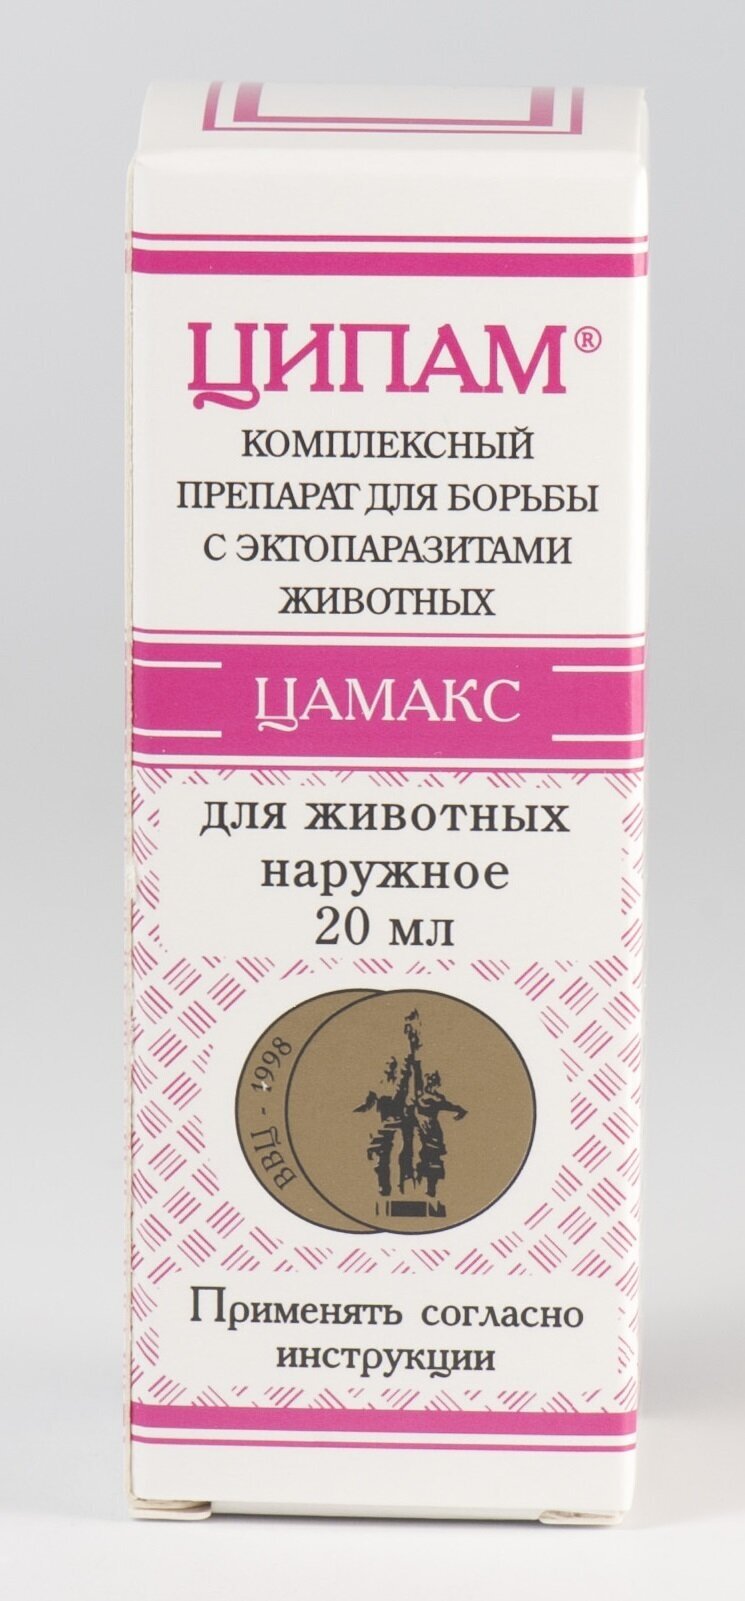 ЦИПАМ®
КОМПЛЕКСНЫЙ
ПРЕПАРАТ ДЛЯ БОРЬБЫ
С ЭКТОПАРАЗИТАМИ
ЖИВОТНЫХ
ЦАМАКС
для животных
наружное
20 мл
ВВЦ - 1998
Применять согласно
инструкции